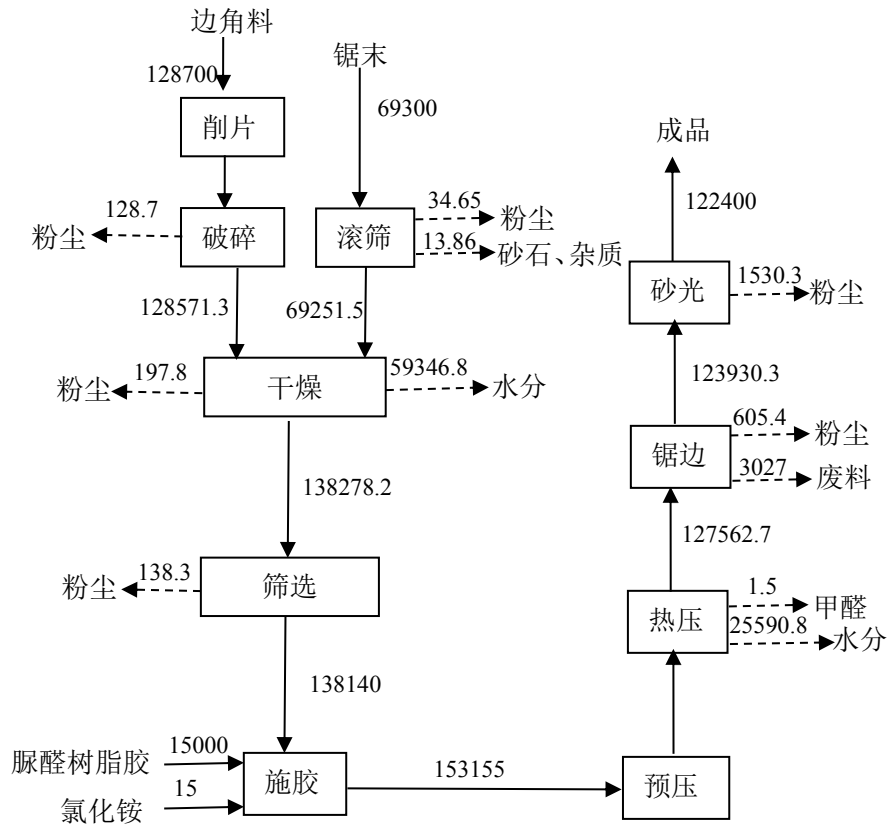 边角料
锯末
128700
69300
削片
成品
122400
128.7
粉尘
破碎
滚筛
34.65
粉尘
13.86
砂石、杂质
砂光
1530.3
粉尘
128571.3
69251.5
123930.3
粉尘
197.8
干燥
59346.8
水分
605.4
粉尘
锯边
3027
废料
138278.2
127562.7
粉尘
138.3
筛选
热压
1.5
甲醛
25590.8
水分
138140
脲醛树脂胶
15000
施胶
153155
预压
氯化铵
15